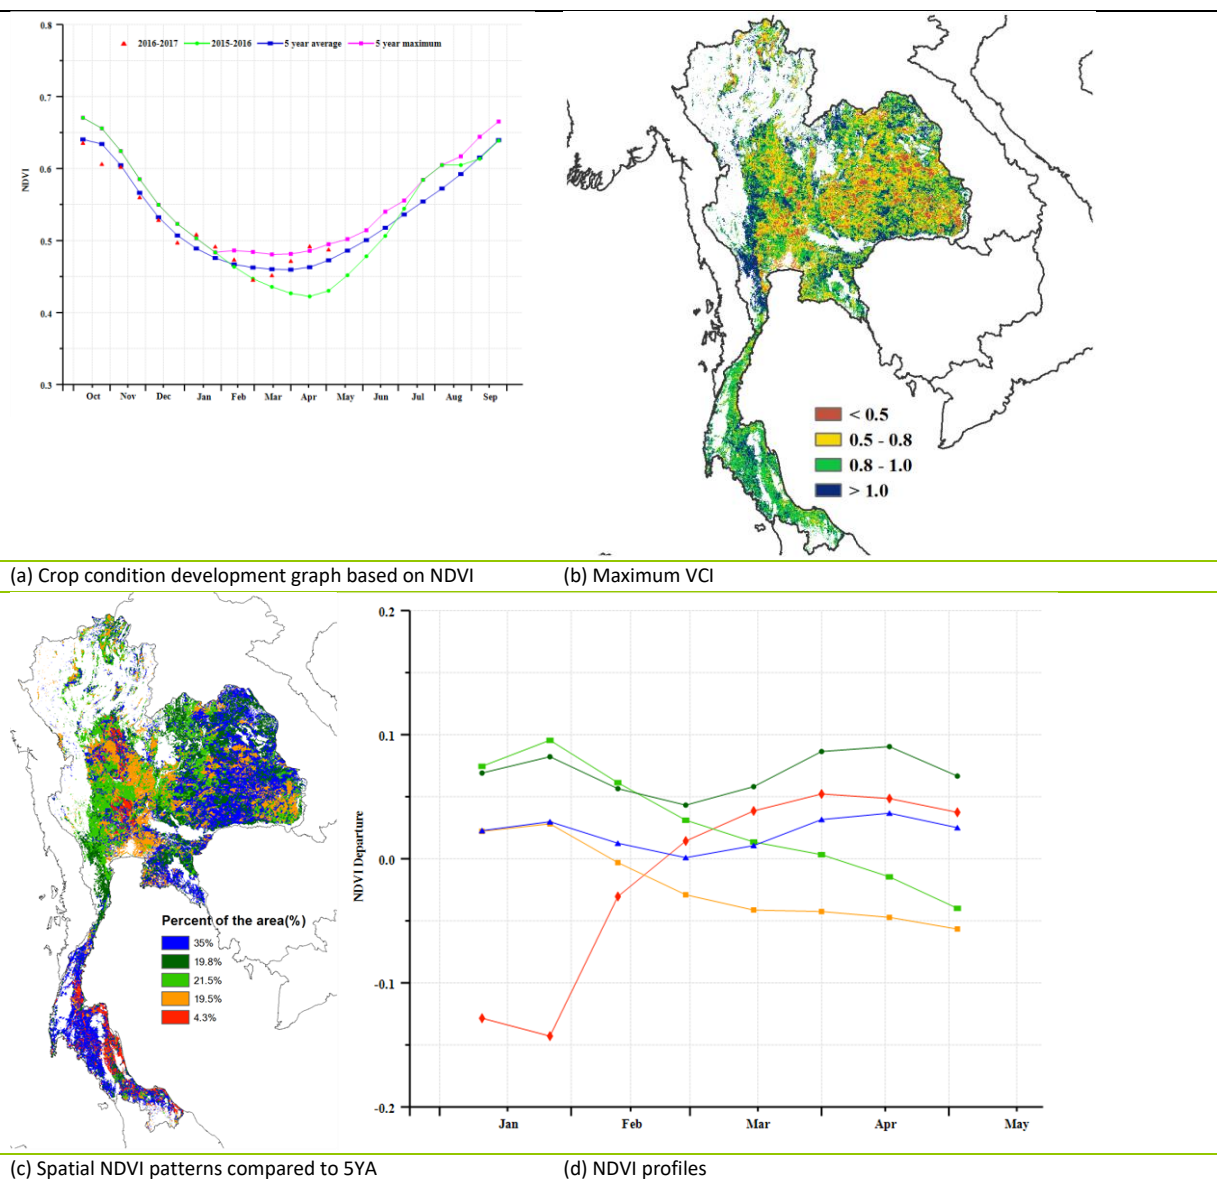 0.8
0.7
0.6
0.5
0.4
0.3
NDVI
2016-2017 2015-2016 5 year average 5 year maximum
Oct Nov Dec Jan Feb Mar Apr May Jun Jul Aug Sep
< 0.5
0.5 - 0.8
0.8 - 1.0
> 1.0
(a) Crop condition development graph based on NDVI
(b) Maximum VCI
Percent of the area(%)
35%
19.8%
21.5%
19.5%
4.3%
0.2
0.1
0.0
-0.1
-0.2
NDVI Departure
Jan Feb Mar Apr May
(c) Spatial NDVI patterns compared to 5YA
(d) NDVI profiles